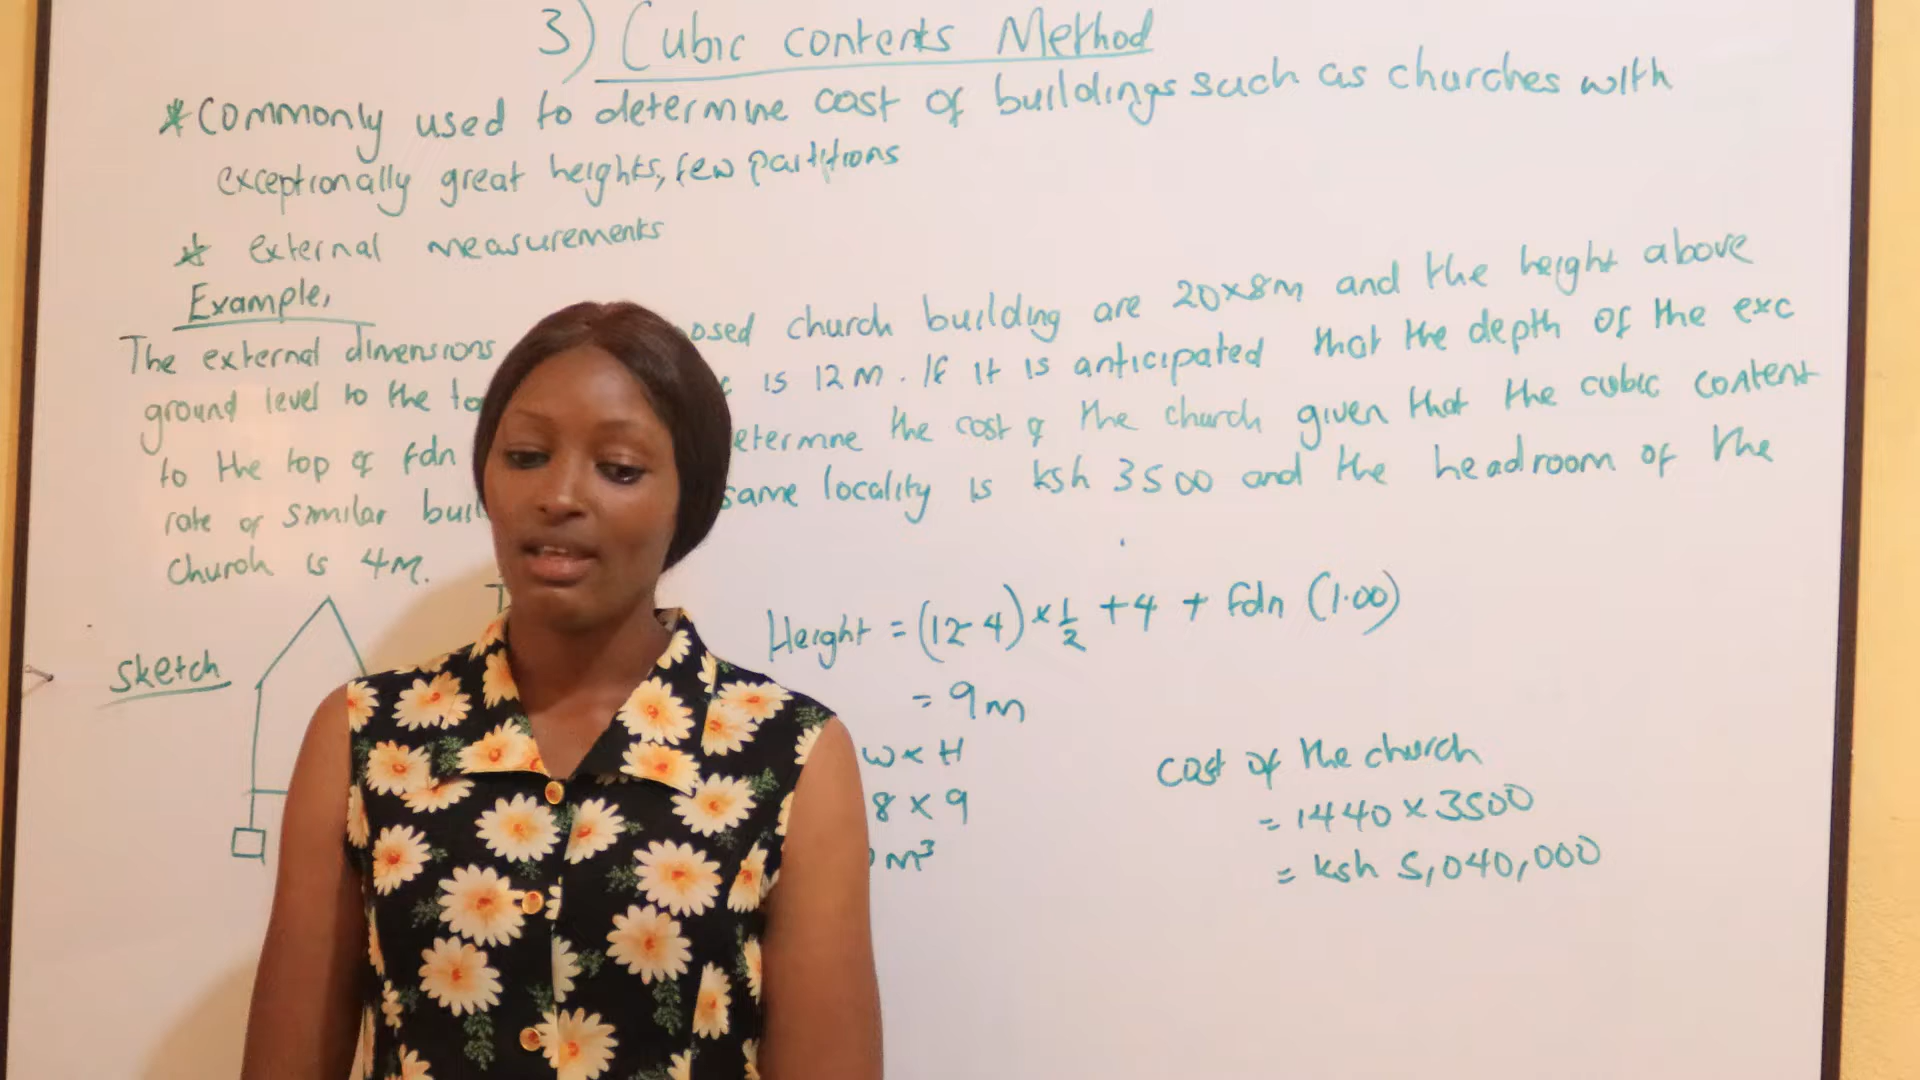 3) Cubic contents Method
* Commonly used to determine cost of buildings such as churches with
exceptionally great heights, few partitions
* external measurements
Example,
The external dimensions osed church building are 20x8m and the height above
ground level to the to is 12m. If it is anticipated that the depth of the exc
to the top of fdn etermine the cost of the church given that the cubic content
rate of similar buil same locality is ksh 3500 and the headroom of the
church is 4m.
Sketch
Height = (12-4) x 1/2 + 4 + fdn (1.00)
= 9m
W x H
8 x 9
m³
cost of the church
= 1440 x 3500
= ksh 5,040,000